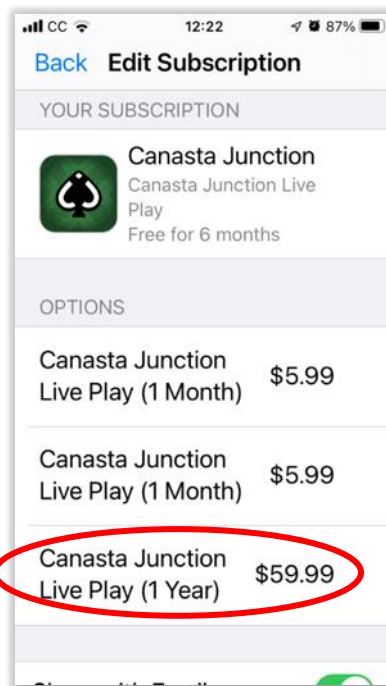 CC 12:22 87%
Back Edit Subscription
YOUR SUBSCRIPTION
Canasta Junction
Canasta Junction Live
Play
Free for 6 months
OPTIONS
Canasta Junction
Live Play (1 Month) $5.99
Canasta Junction
Live Play (1 Month) $5.99
Canasta Junction
Live Play (1 Year) $59.99